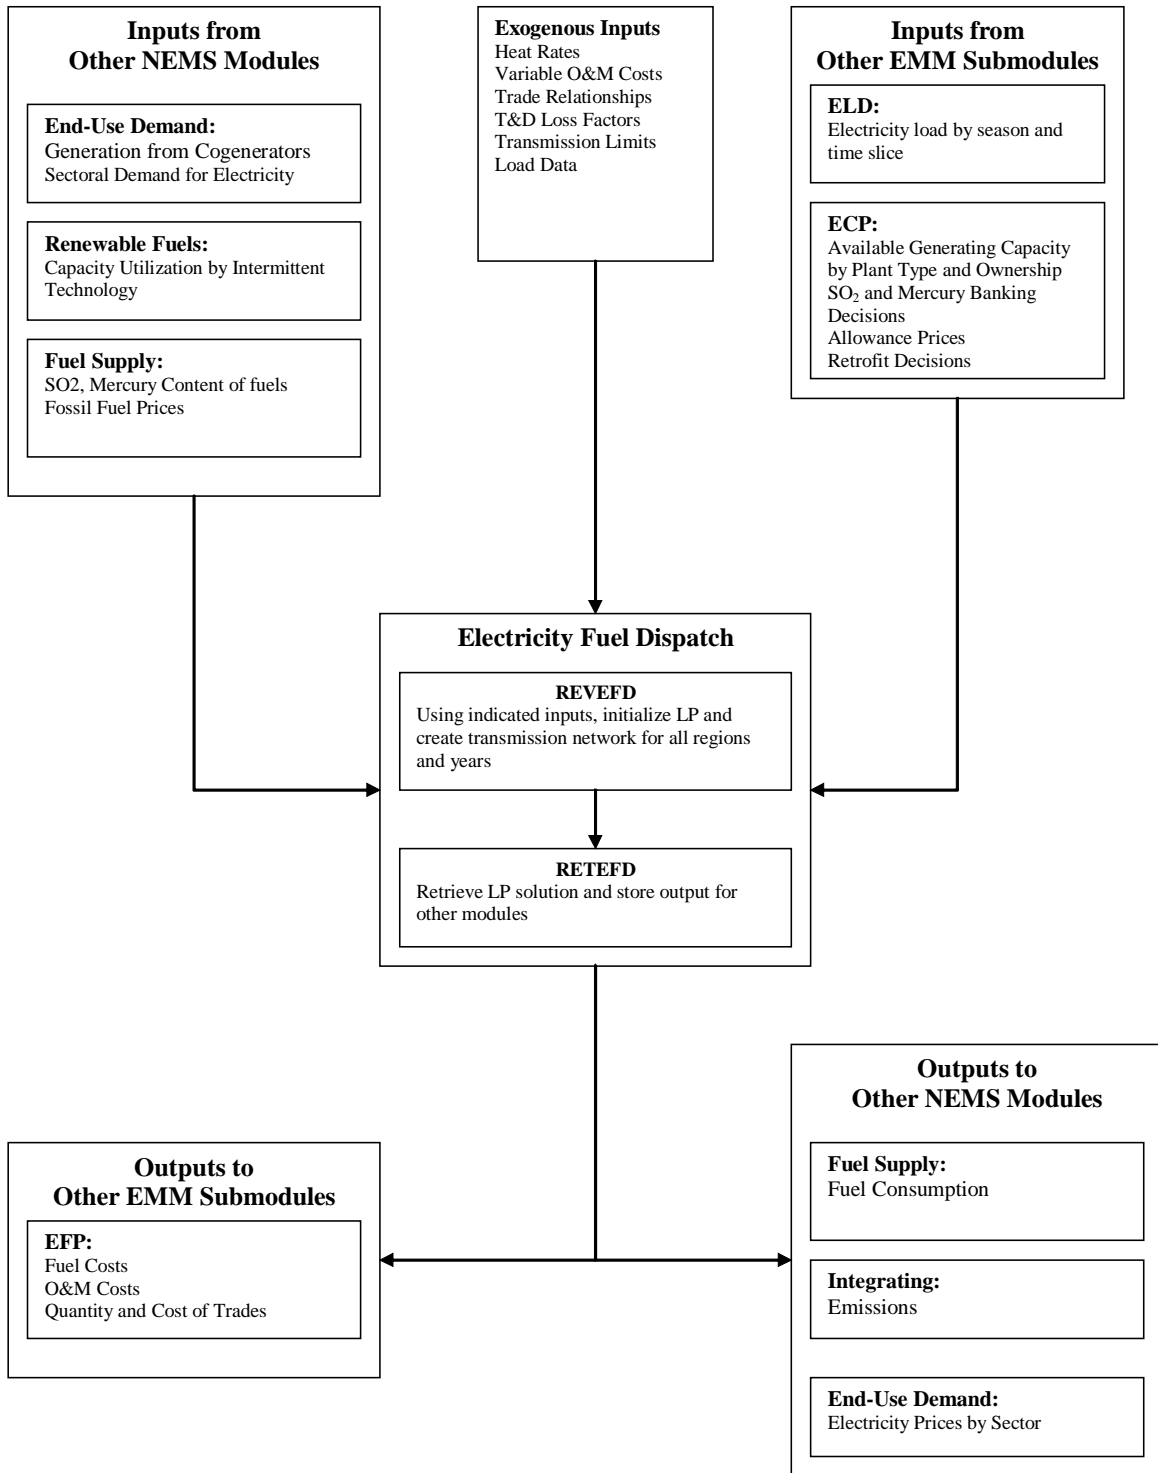 Inputs from
Other NEMS Modules
End-Use Demand:
Generation from Cogenerators
Sectoral Demand for Electricity
Renewable Fuels:
Capacity Utilization by Intermittent
Technology
Fuel Supply:
SO2, Mercury Content of fuels
Fossil Fuel Prices
Exogenous Inputs
Heat Rates
Variable O&M Costs
Trade Relationships
T&D Loss Factors
Transmission Limits
Load Data
Inputs from
Other EMM Submodules
ELD:
Electricity load by season and
time slice
ECP:
Available Generating Capacity
by Plant Type and Ownership
SO₂ and Mercury Banking
Decisions
Allowance Prices
Retrofit Decisions
Electricity Fuel Dispatch
REVEFD
Using indicated inputs, initialize LP and
create transmission network for all regions
and years
RETEFD
Retrieve LP solution and store output for
other modules
Outputs to
Other EMM Submodules
EFP:
Fuel Costs
O&M Costs
Quantity and Cost of Trades
Outputs to
Other NEMS Modules
Fuel Supply:
Fuel Consumption
Integrating:
Emissions
End-Use Demand:
Electricity Prices by Sector